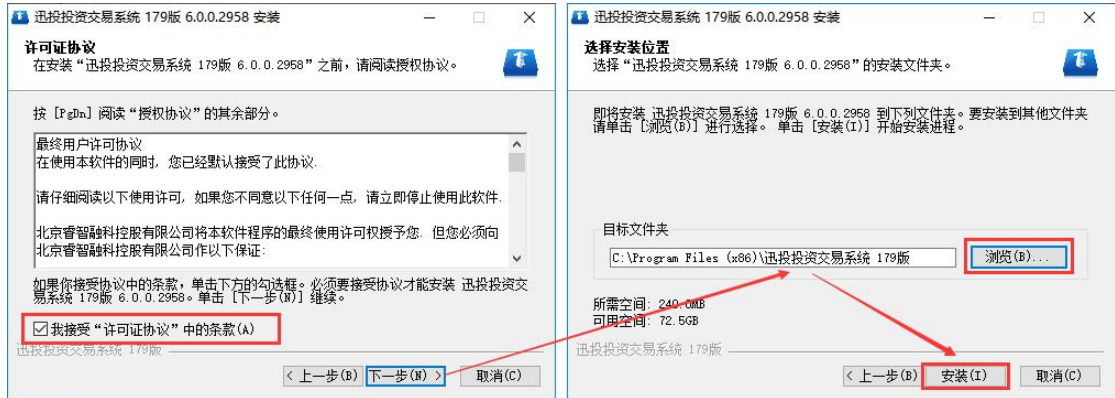 迅投投资交易系统 179版 6.0.0.2958 安装
许可证协议
在安装“迅投投资交易系统 179版 6.0.0.2958”之前，请阅读授权协议。
按 [PgDn] 阅读“授权协议”的其余部分。
最终用户许可协议
在使用本软件的同时，您已经默认接受了此协议.
请仔细阅读以下使用许可，如果您不同意以下任何一点，请立即停止使用此软件.
北京睿智融科控股有限公司将本软件程序的最终使用许可权授予您. 但您必须向
北京睿智融科控股有限公司作以下保证:
如果你接受协议中的条款，单击下方的勾选框。必须要接受协议才能安装 迅投投资交
易系统 179版 6.0.0.2958。单击 [下一步(N)] 继续。
我接受“许可证协议”中的条款(A)
迅投投资交易系统 179版
< 上一步(B) 下一步(N) > 取消(C)
迅投投资交易系统 179版 6.0.0.2958 安装
选择安装位置
选择“迅投投资交易系统 179版 6.0.0.2958”的安装文件夹。
即将安装 迅投投资交易系统 179版 6.0.0.2958 到下列文件夹。要安装到其他文件夹
请单击 [浏览(B)] 进行选择。 单击 [安装(I)] 开始安装进程。
目标文件夹
C:\Program Files (x86)\迅投投资交易系统 179版 浏览(B)...
所需空间: 240.0MB
可用空间: 72.5GB
迅投投资交易系统 179版
< 上一步(B) 安装(I) 取消(C)